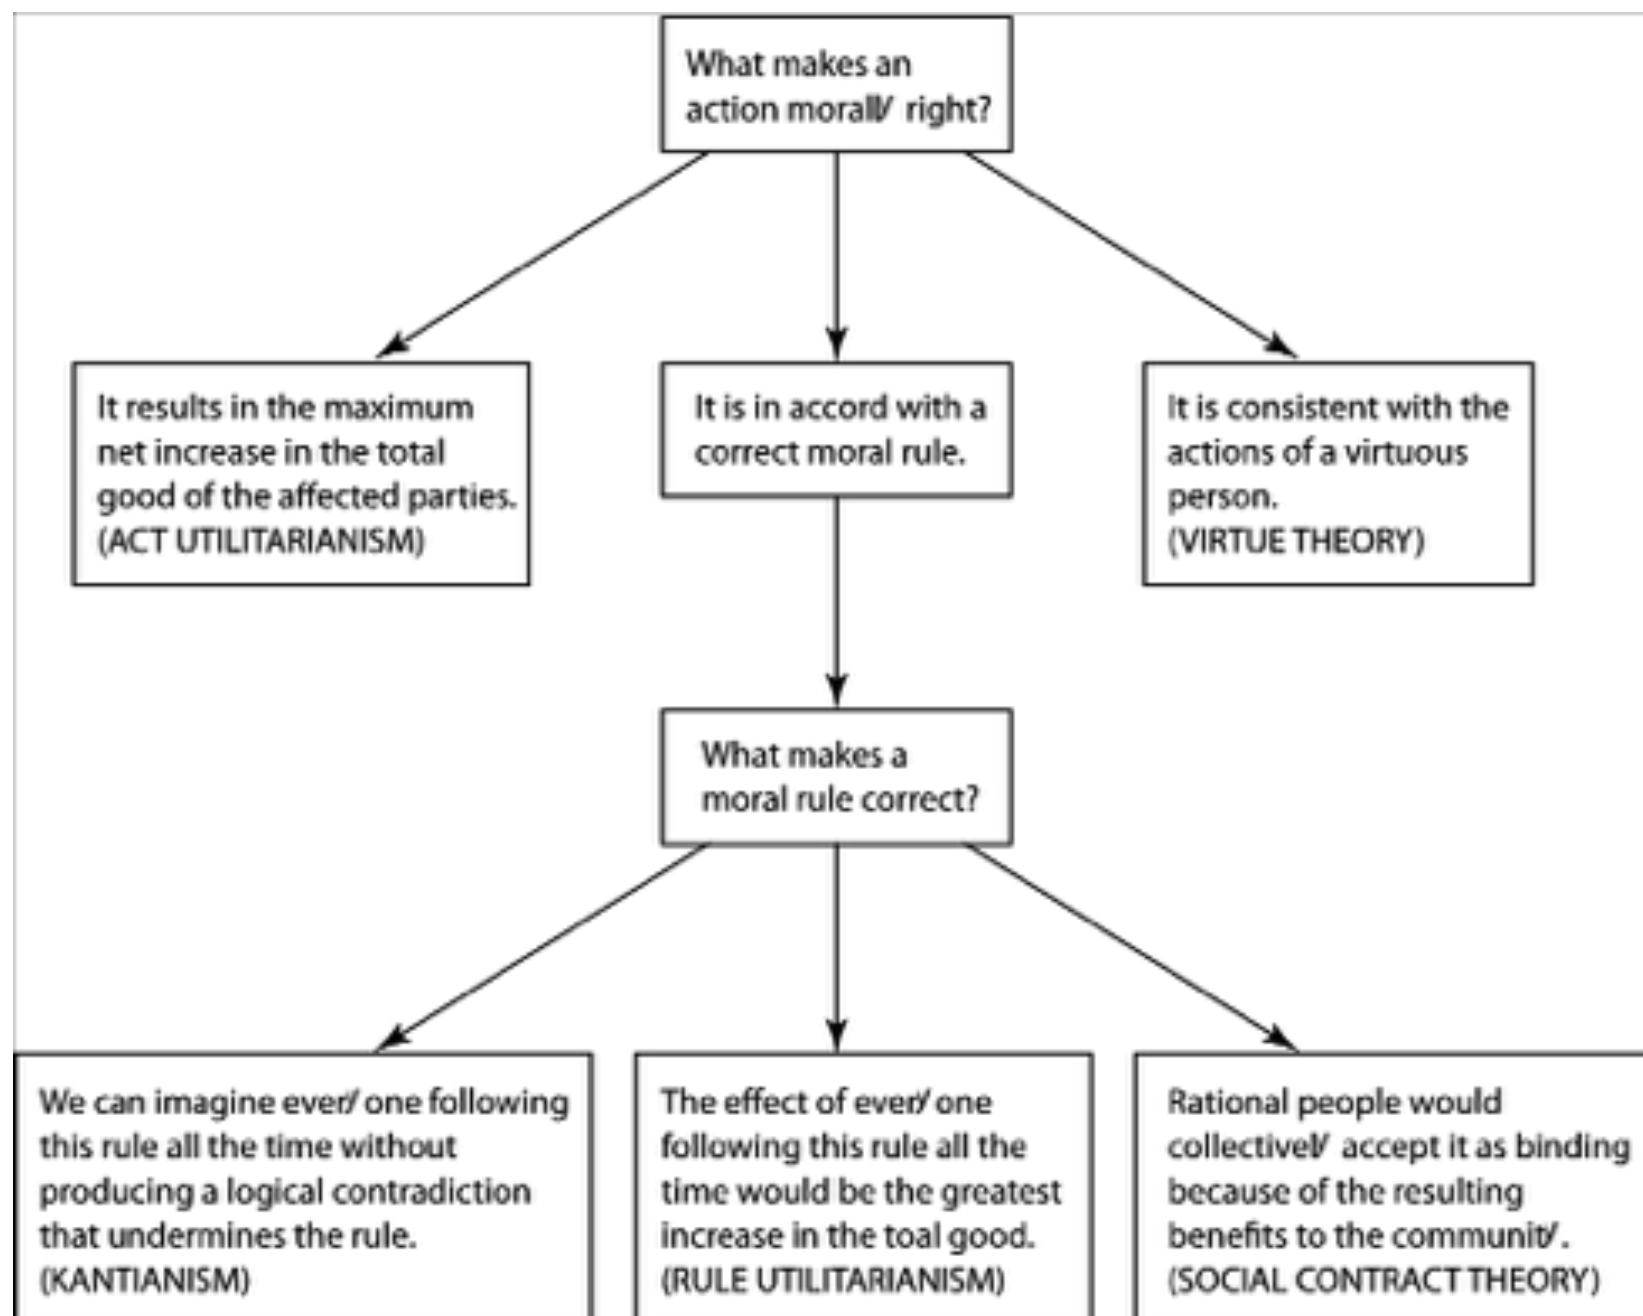 What makes an
action morally right?
It results in the maximum
net increase in the total
good of the affected parties.
(ACT UTILITARIANISM)
It is in accord with a
correct moral rule.
It is consistent with the
actions of a virtuous
person.
(VIRTUE THEORY)
What makes a
moral rule correct?
We can imagine every one following
this rule all the time without
producing a logical contradiction
that undermines the rule.
(KANTIANISM)
The effect of every one
following this rule all the
time would be the greatest
increase in the toal good.
(RULE UTILITARIANISM)
Rational people would
collectively accept it as binding
because of the resulting
benefits to the community.
(SOCIAL CONTRACT THEORY)